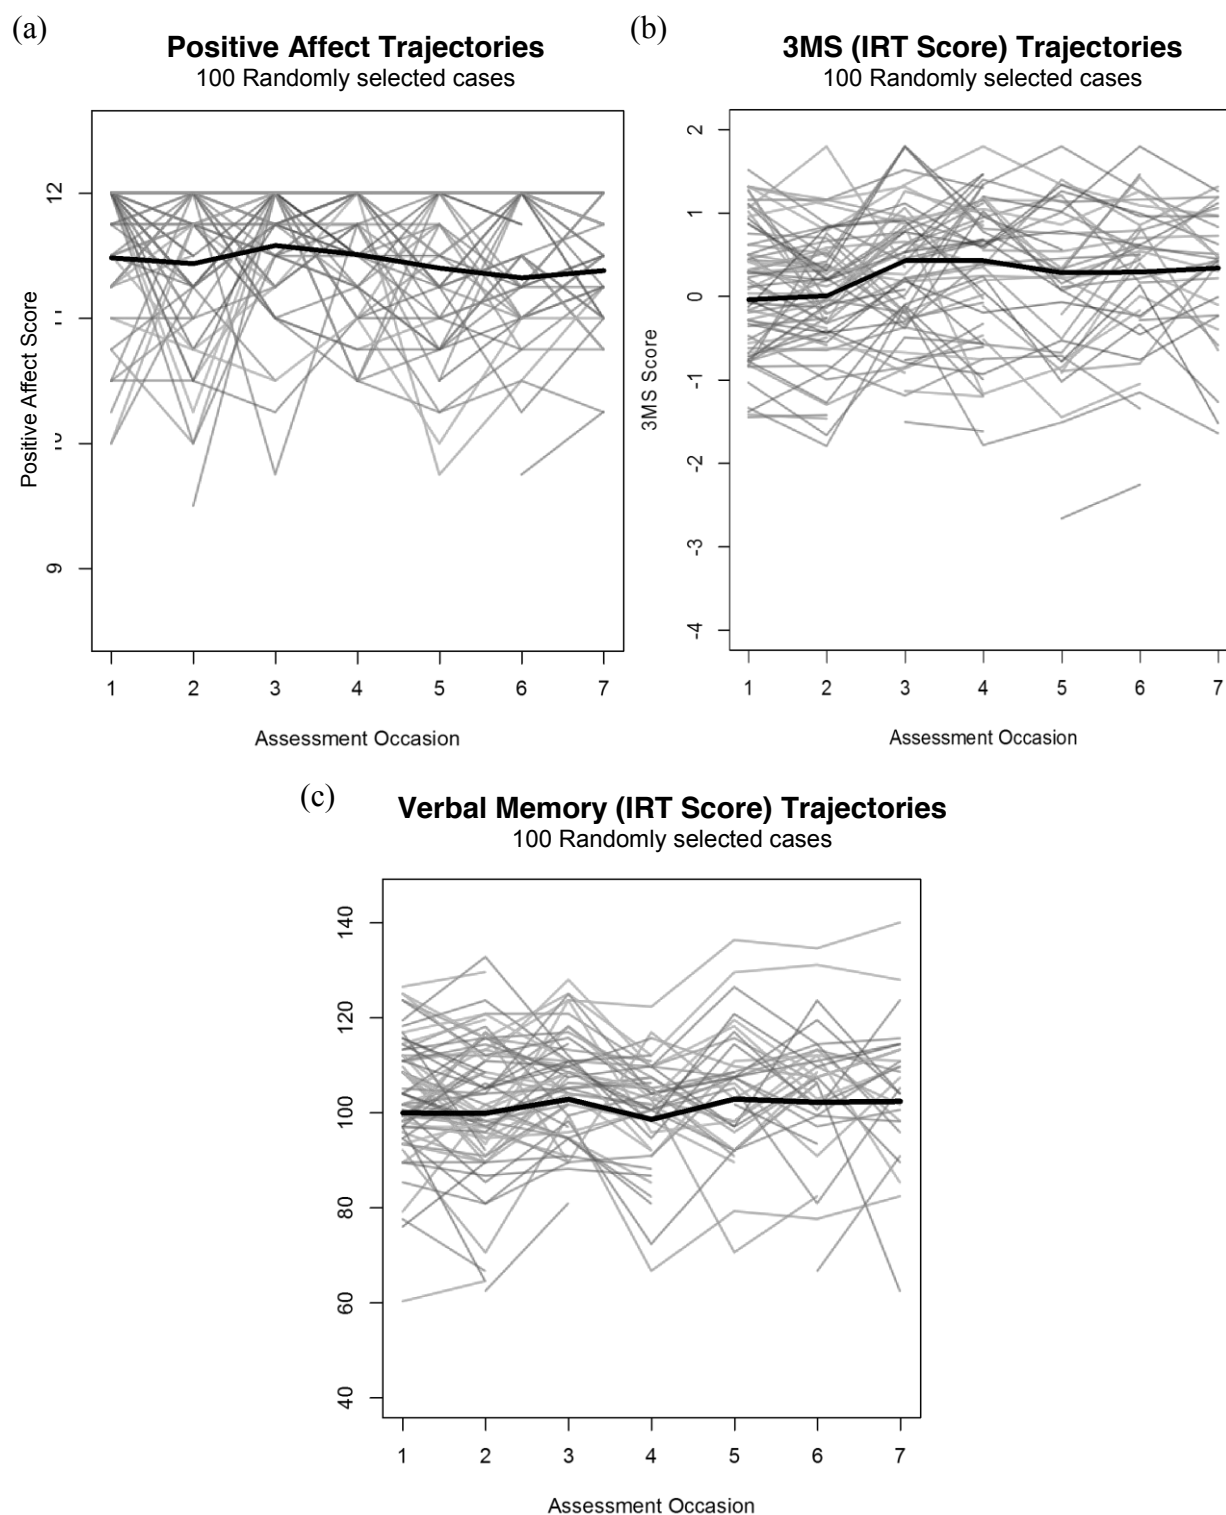 (a)
Positive Affect Trajectories
100 Randomly selected cases
Positive Affect Score
12
9
1 2 3 4 5 6 7
Assessment Occasion
(b)
3MS (IRT Score) Trajectories
100 Randomly selected cases
3MS Score
2
1
0
-1
-2
-3
-4
1 2 3 4 5 6 7
Assessment Occasion
(c)
Verbal Memory (IRT Score) Trajectories
100 Randomly selected cases
140
120
100
80
60
40
1 2 3 4 5 6 7
Assessment Occasion